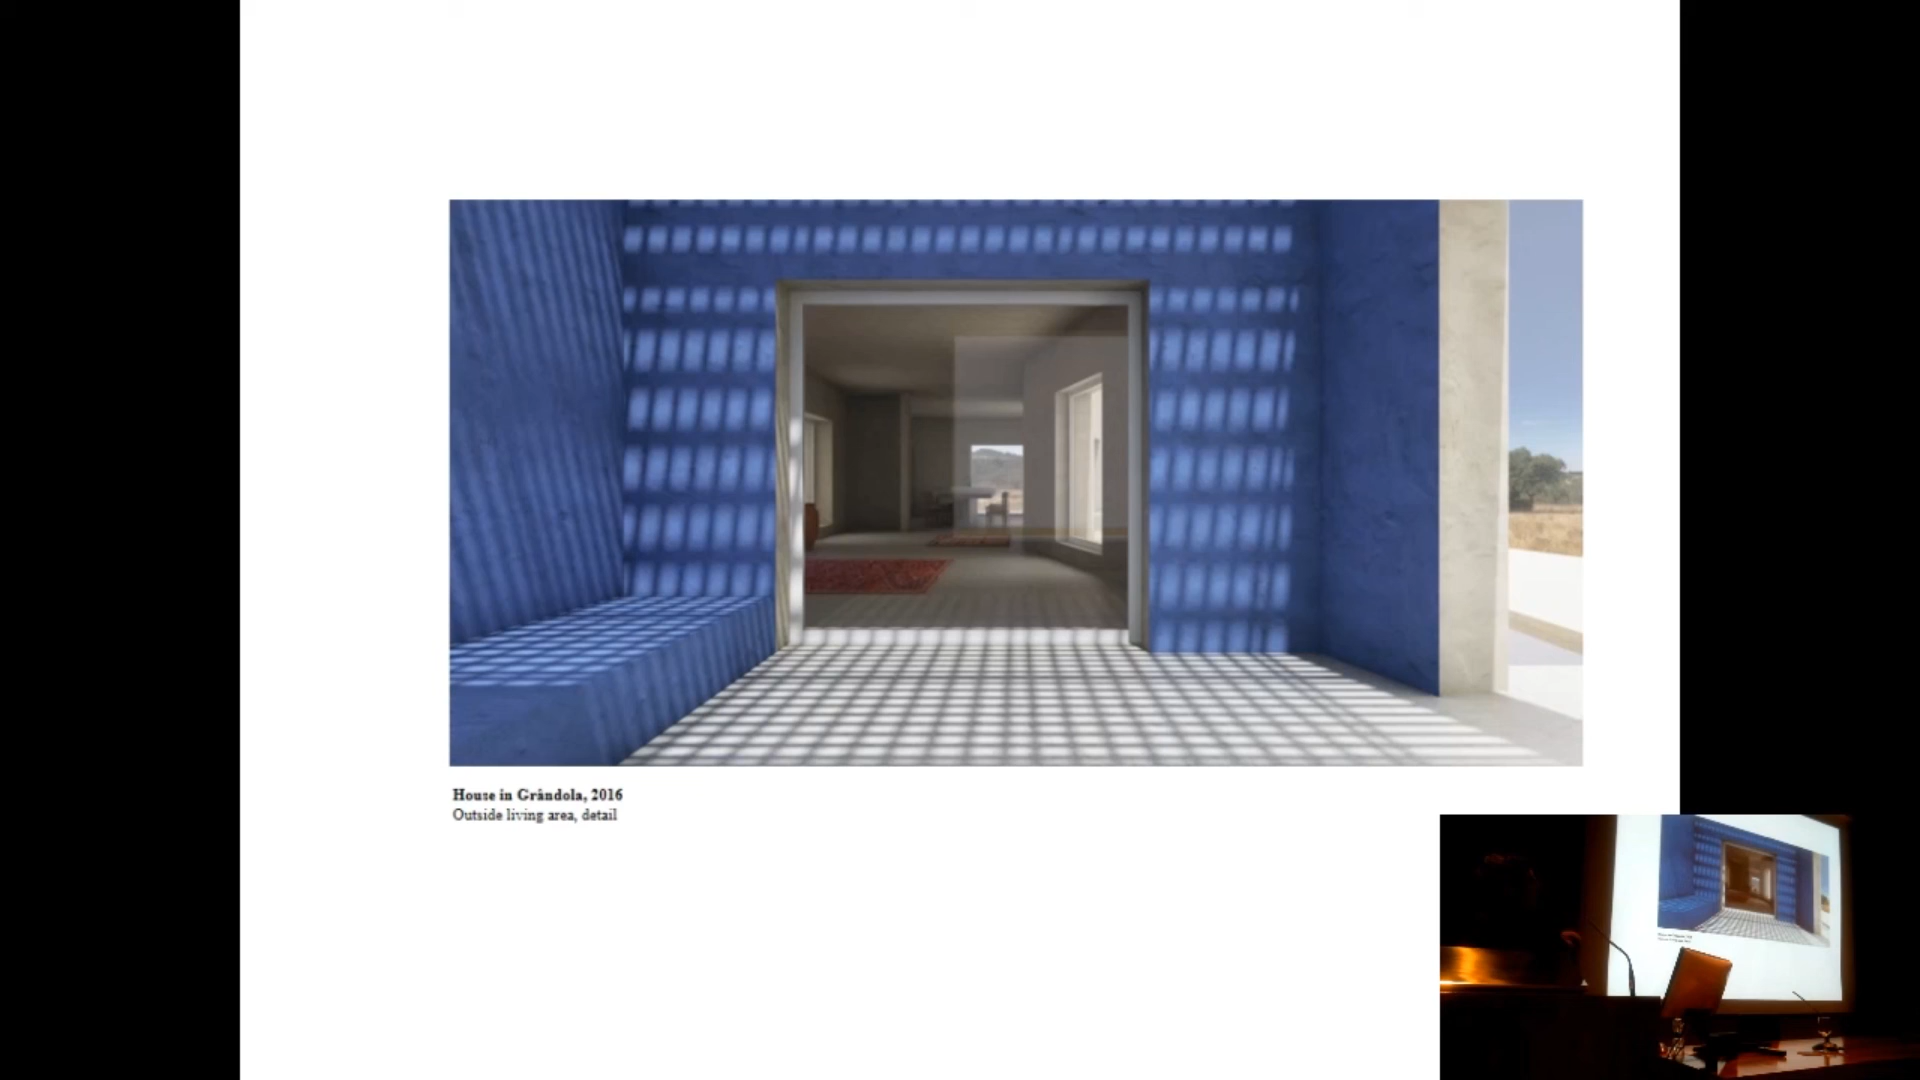 House in Grândola, 2016
Outside living area, detail